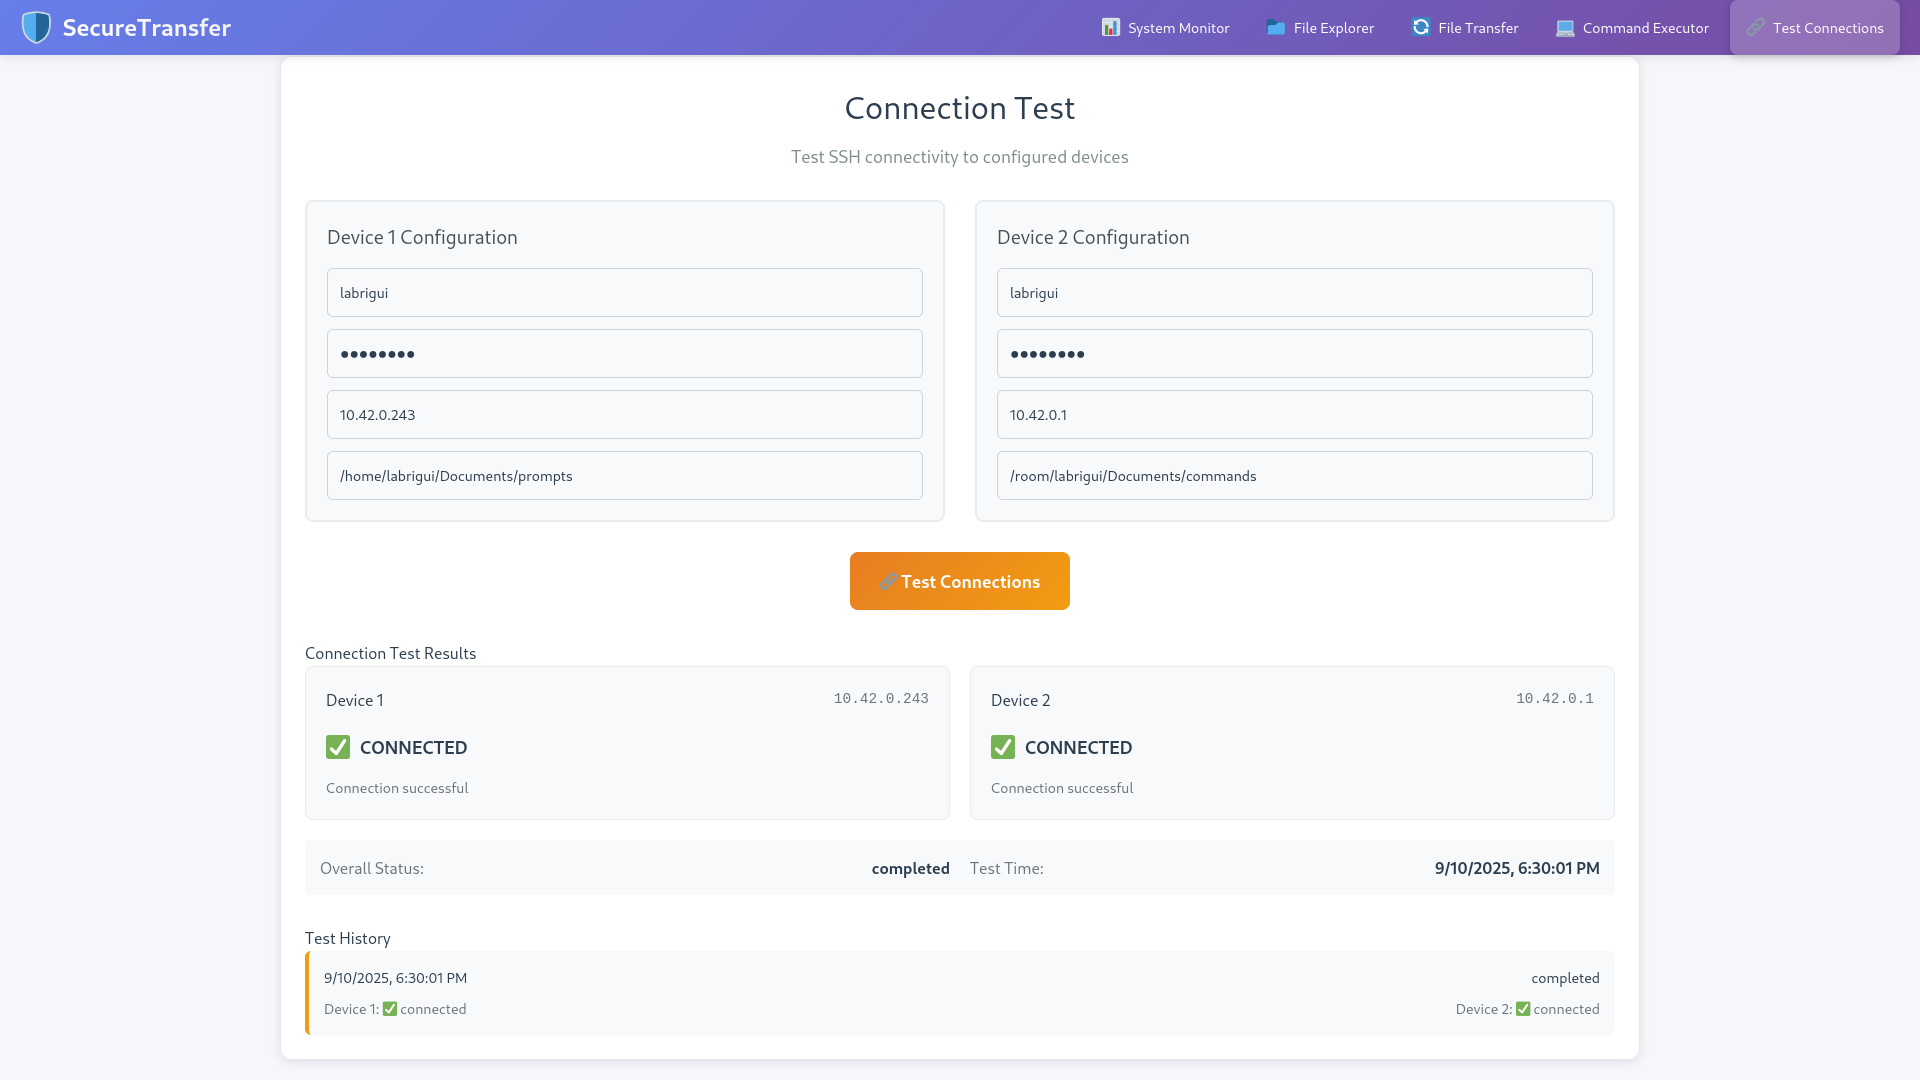 SecureTransfer
System Monitor
File Explorer
File Transfer
Command Executor
Test Connections
Connection Test
Test SSH connectivity to configured devices
Device 1 Configuration
labrigui
••••••••
10.42.0.243
/home/labrigui/Documents/prompts
Device 2 Configuration
labrigui
••••••••
10.42.0.1
/room/labrigui/Documents/commands
Test Connections
Connection Test Results
Device 1 10.42.0.243
CONNECTED
Connection successful
Device 2 10.42.0.1
CONNECTED
Connection successful
Overall Status: completed
Test Time: 9/10/2025, 6:30:01 PM
Test History
9/10/2025, 6:30:01 PM completed
Device 1: ✅ connected Device 2: ✅ connected